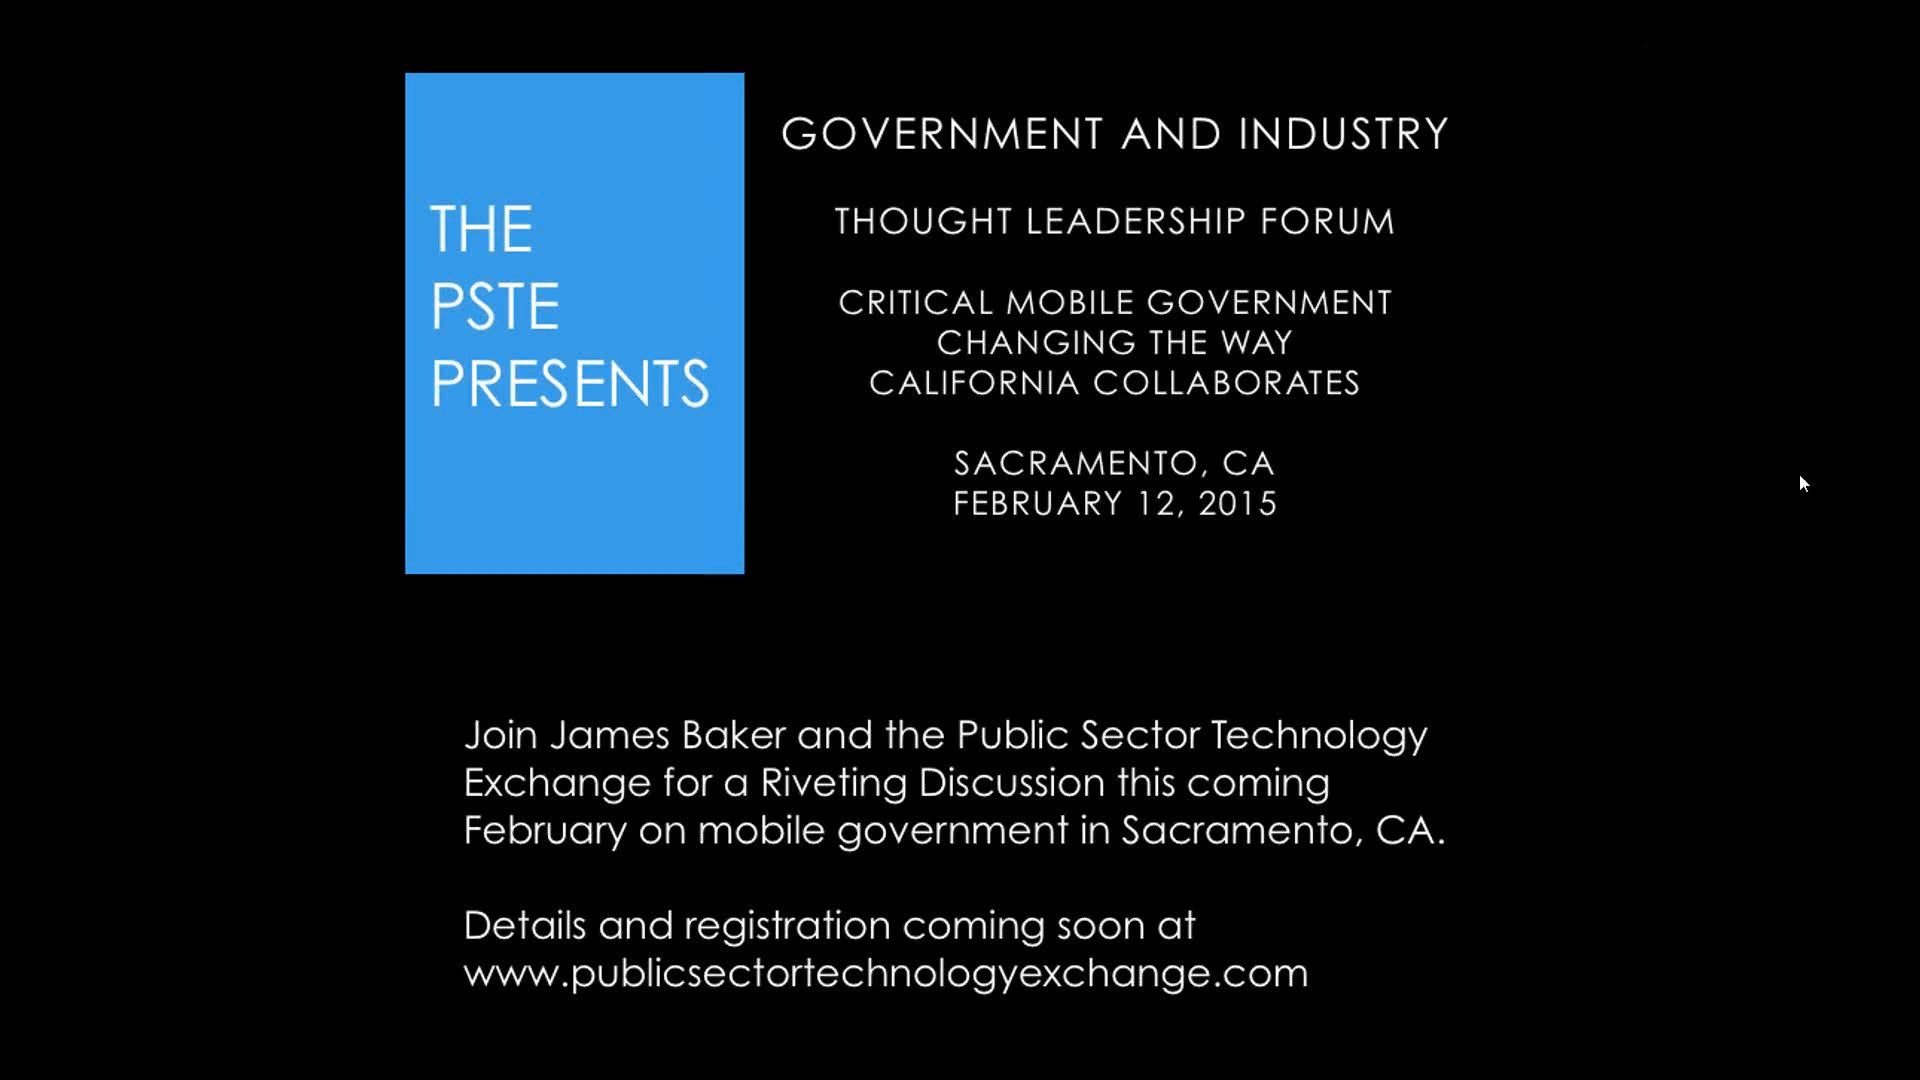 THE
PSTE
PRESENTS
GOVERNMENT AND INDUSTRY
THOUGHT LEADERSHIP FORUM
CRITICAL MOBILE GOVERNMENT
CHANGING THE WAY
CALIFORNIA COLLABORATES
SACRAMENTO, CA
FEBRUARY 12, 2015
Join James Baker and the Public Sector Technology
Exchange for a Riveting Discussion this coming
February on mobile government in Sacramento, CA.
Details and registration coming soon at
www.publicsectortechnologyexchange.com